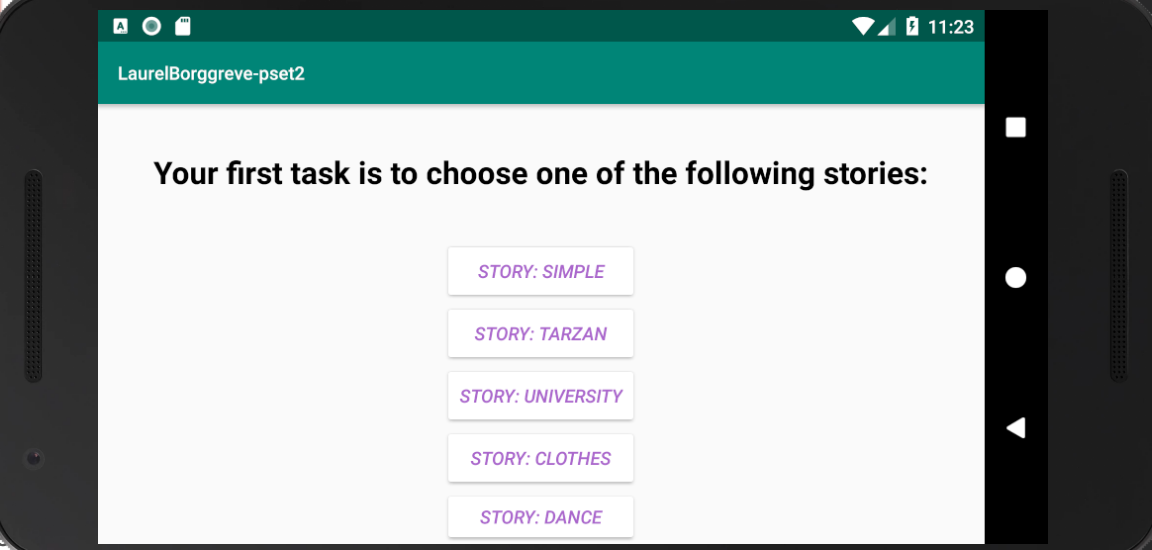 11:23
LaurelBorggreve-pset2
Your first task is to choose one of the following stories:
STORY: SIMPLE
STORY: TARZAN
STORY: UNIVERSITY
STORY: CLOTHES
STORY: DANCE